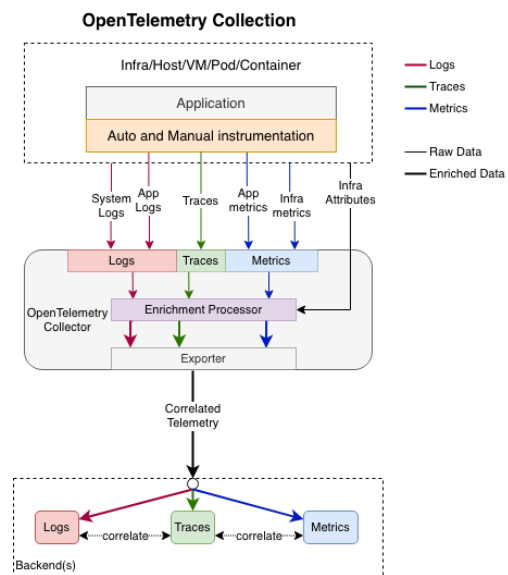 OpenTelemetry Collection
Infra/Host/VM/Pod/Container
Application
Auto and Manual instrumentation
Logs
Traces
Metrics
Raw Data
Enriched Data
System
Logs
App
Logs
Traces
App
metrics
Infra
metrics
Infra
Attributes
Logs
Traces
Metrics
OpenTelemetry
Collector
Enrichment Processor
Exporter
Correlated
Telemetry
Logs
correlate
Traces
correlate
Metrics
Backend(s)